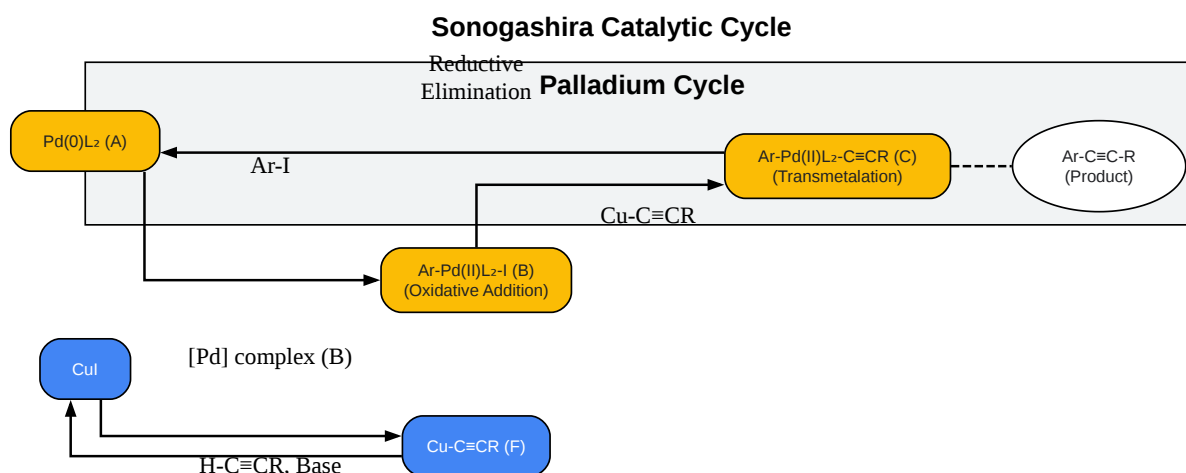 Sonogashira Catalytic Cycle
Reductive
Elimination
Palladium Cycle
Pd(0)L₂ (A)
Ar-I
Ar-Pd(II)L₂-C≡CR (C)
(Transmetalation)
Ar-C≡C-R
(Product)
Cu-C≡CR
Ar-Pd(II)L₂-I (B)
(Oxidative Addition)
[Pd] complex (B)
CuI
Cu-C≡CR (F)
H-C≡CR, Base